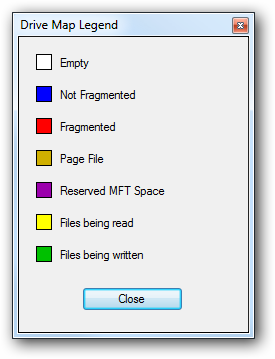 Drive Map Legend
Empty
Not Fragmented
Fragmented
Page File
Reserved MFT Space
Files being read
Files being written
Close